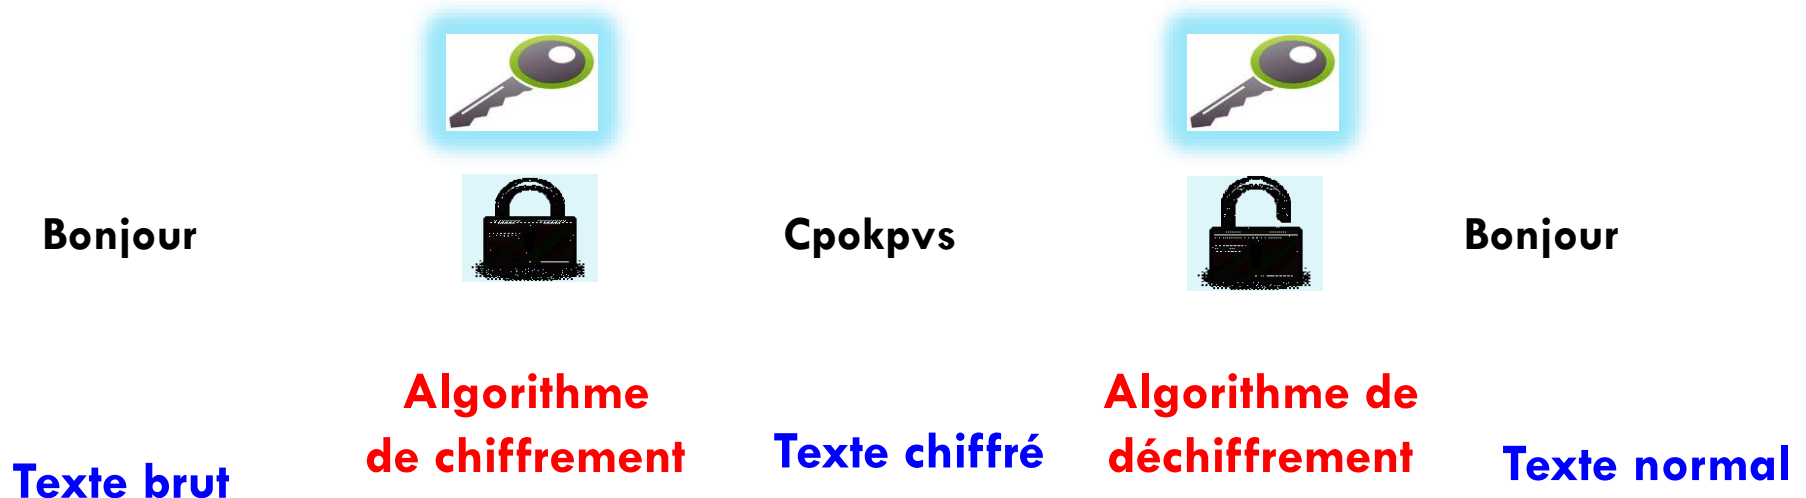 Bonjour
Cpokpvs
Bonjour
Algorithme
de chiffrement
Algorithme de
déchiffrement
Texte brut
Texte chiffré
Texte normal